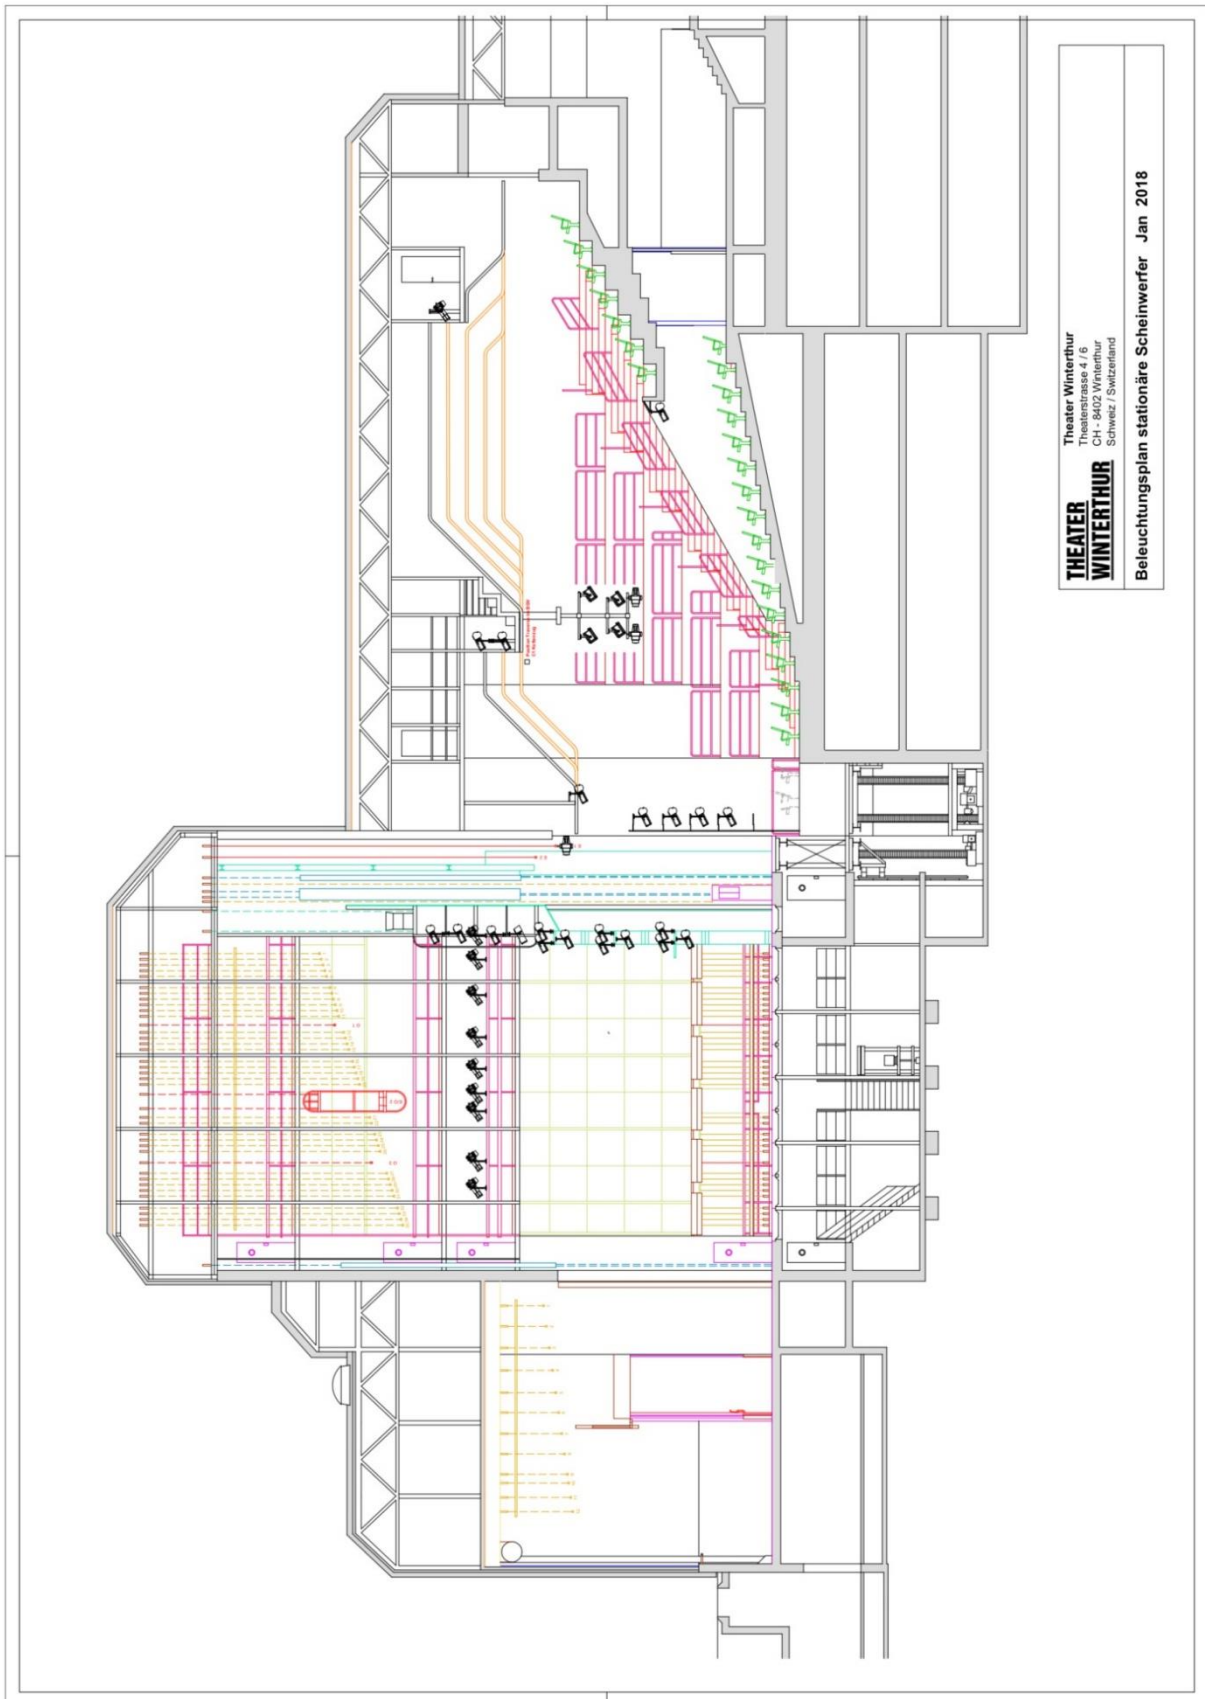 THEATER
WINTERTHUR
Theater Winterthur
Theaterstrasse 4 / 6
CH - 8402 Winterthur
Schweiz / Switzerland
Beleuchtungsplan stationäre Scheinwerfer Jan 2018